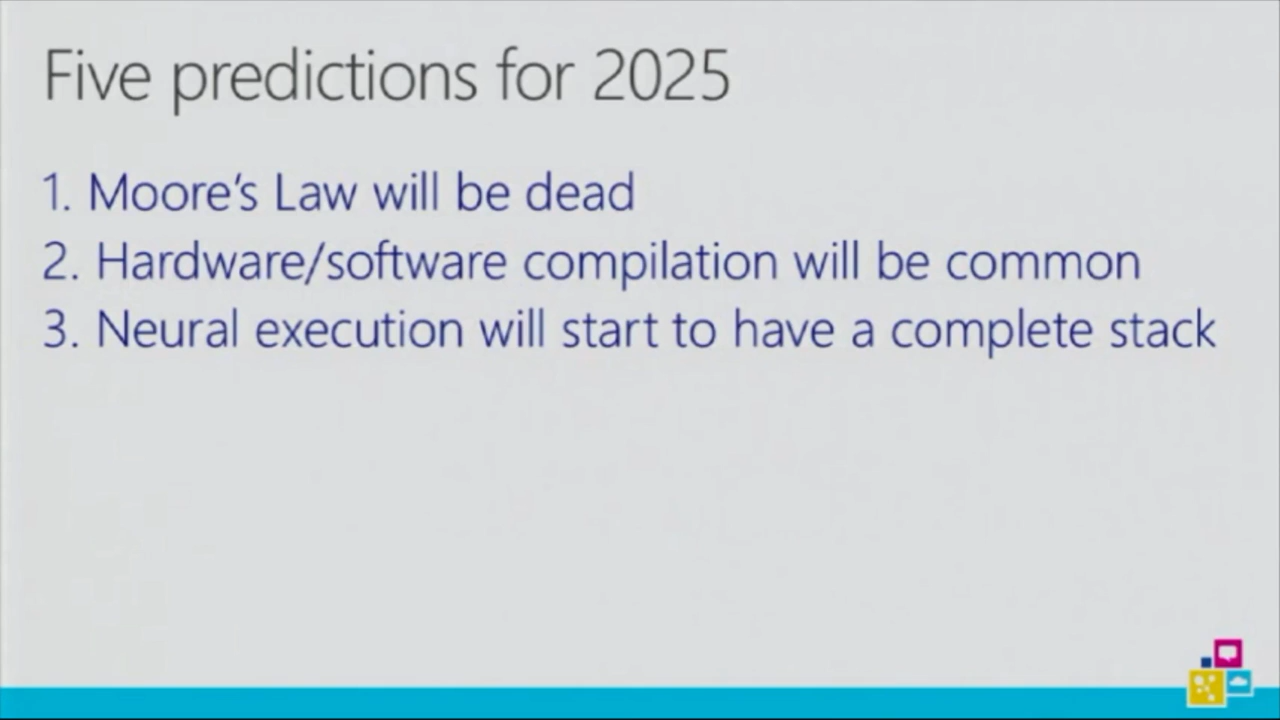 Five predictions for 2025
1. Moore's Law will be dead
2. Hardware/software compilation will be common
3. Neural execution will start to have a complete stack